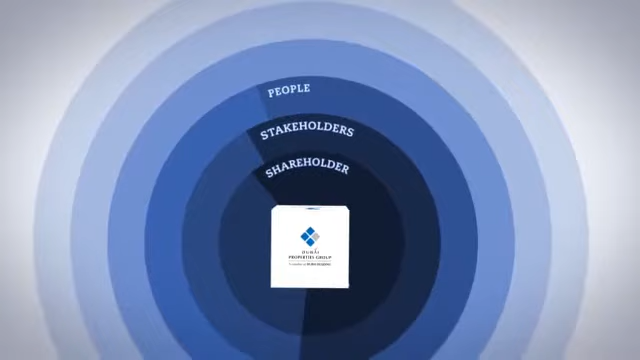 PEOPLE
STAKEHOLDERS
SHAREHOLDER
DUBAI
PROPERTIES GROUP